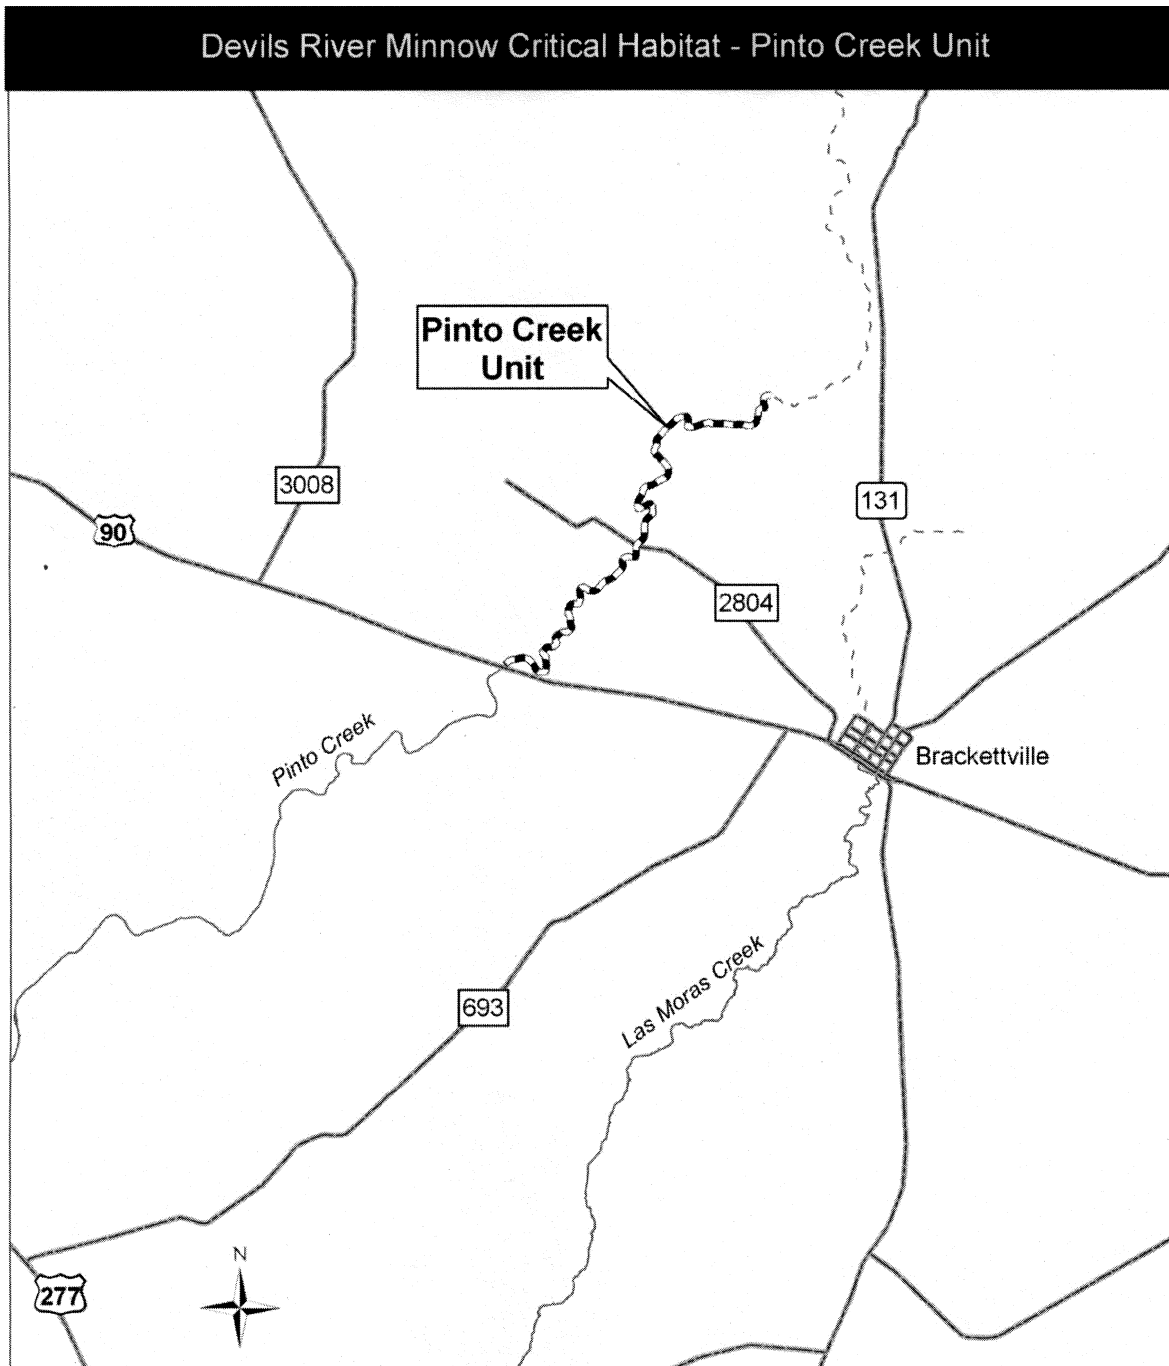 Devils River Minnow Critical Habitat - Pinto Creek Unit
Pinto Creek
Unit
3008
131
90
2804
Pinto Creek
Brackettville
Las Moras Creek
693
N
277